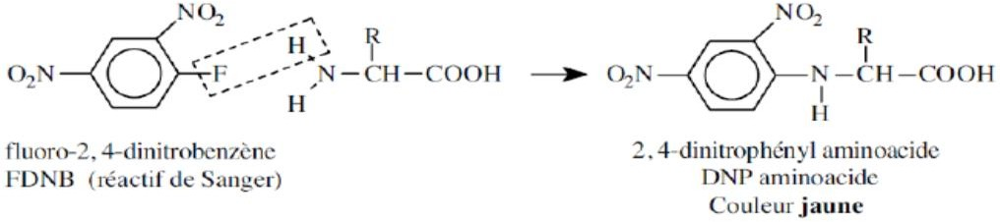 NO₂
O₂N
F
H
H
N–CH–COOH
R
NO₂
O₂N
N–CH–COOH
H
R
fluoro-2, 4-dinitrobenzène
FDNB (réactif de Sanger)
2, 4-dinitrophényl aminoacide
DNP aminoacide
Couleur jaune